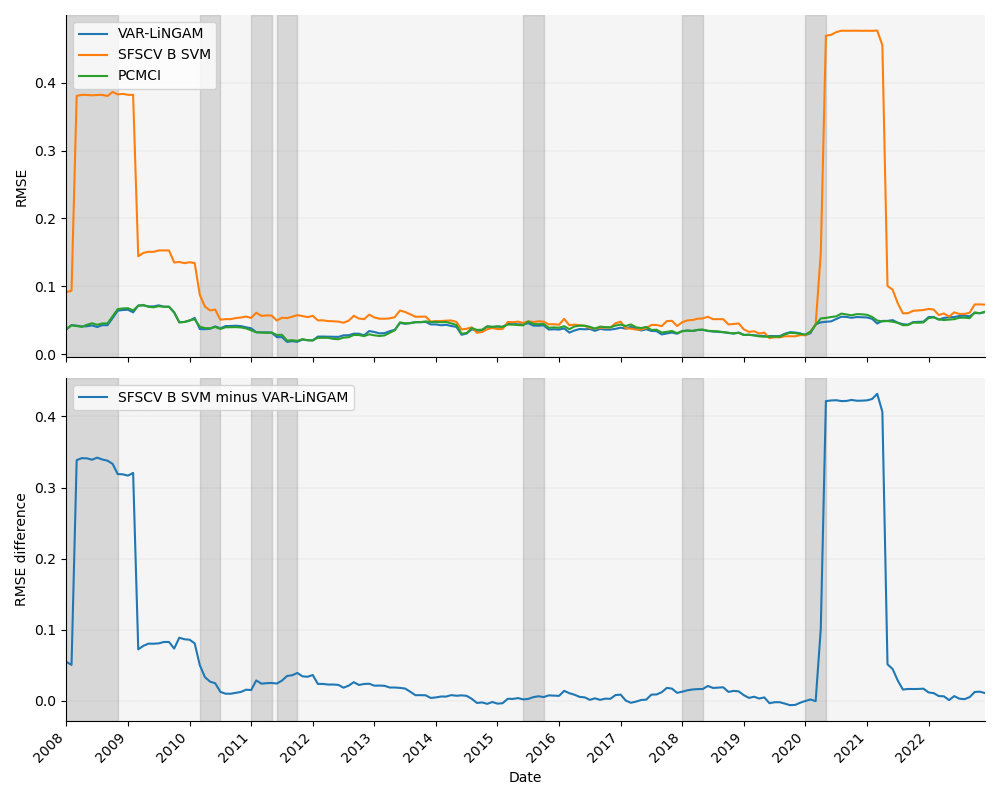 VAR-LiNGAM
SFSCV B SVM
PCMCI
0.4
0.3
0.2
0.1
0.0
RMSE
SFSCV B SVM minus VAR-LiNGAM
0.4
0.3
0.2
0.1
0.0
RMSE difference
2008 2009 2010 2011 2012 2013 2014 2015 2016 2017 2018 2019 2020 2021 2022
Date